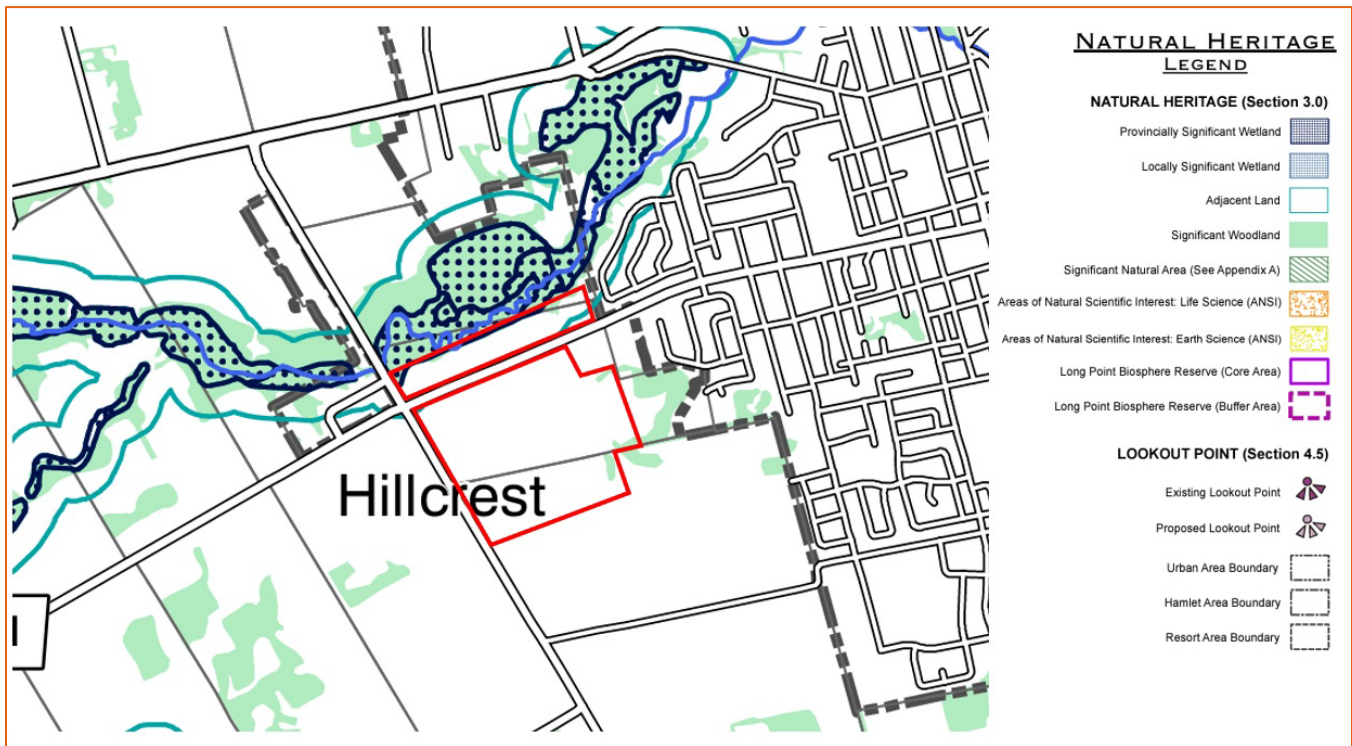 NATURAL HERITAGE
LEGEND
NATURAL HERITAGE (Section 3.0)
Provincially Significant Wetland
Locally Significant Wetland
Adjacent Land
Significant Woodland
Significant Natural Area (See Appendix A)
Areas of Natural Scientific Interest: Life Science (ANSI)
Areas of Natural Scientific Interest: Earth Science (ANSI)
Long Point Biosphere Reserve (Core Area)
Long Point Biosphere Reserve (Buffer Area)
LOOKOUT POINT (Section 4.5)
Existing Lookout Point
Proposed Lookout Point
Urban Area Boundary
Hamlet Area Boundary
Resort Area Boundary
Hillcrest